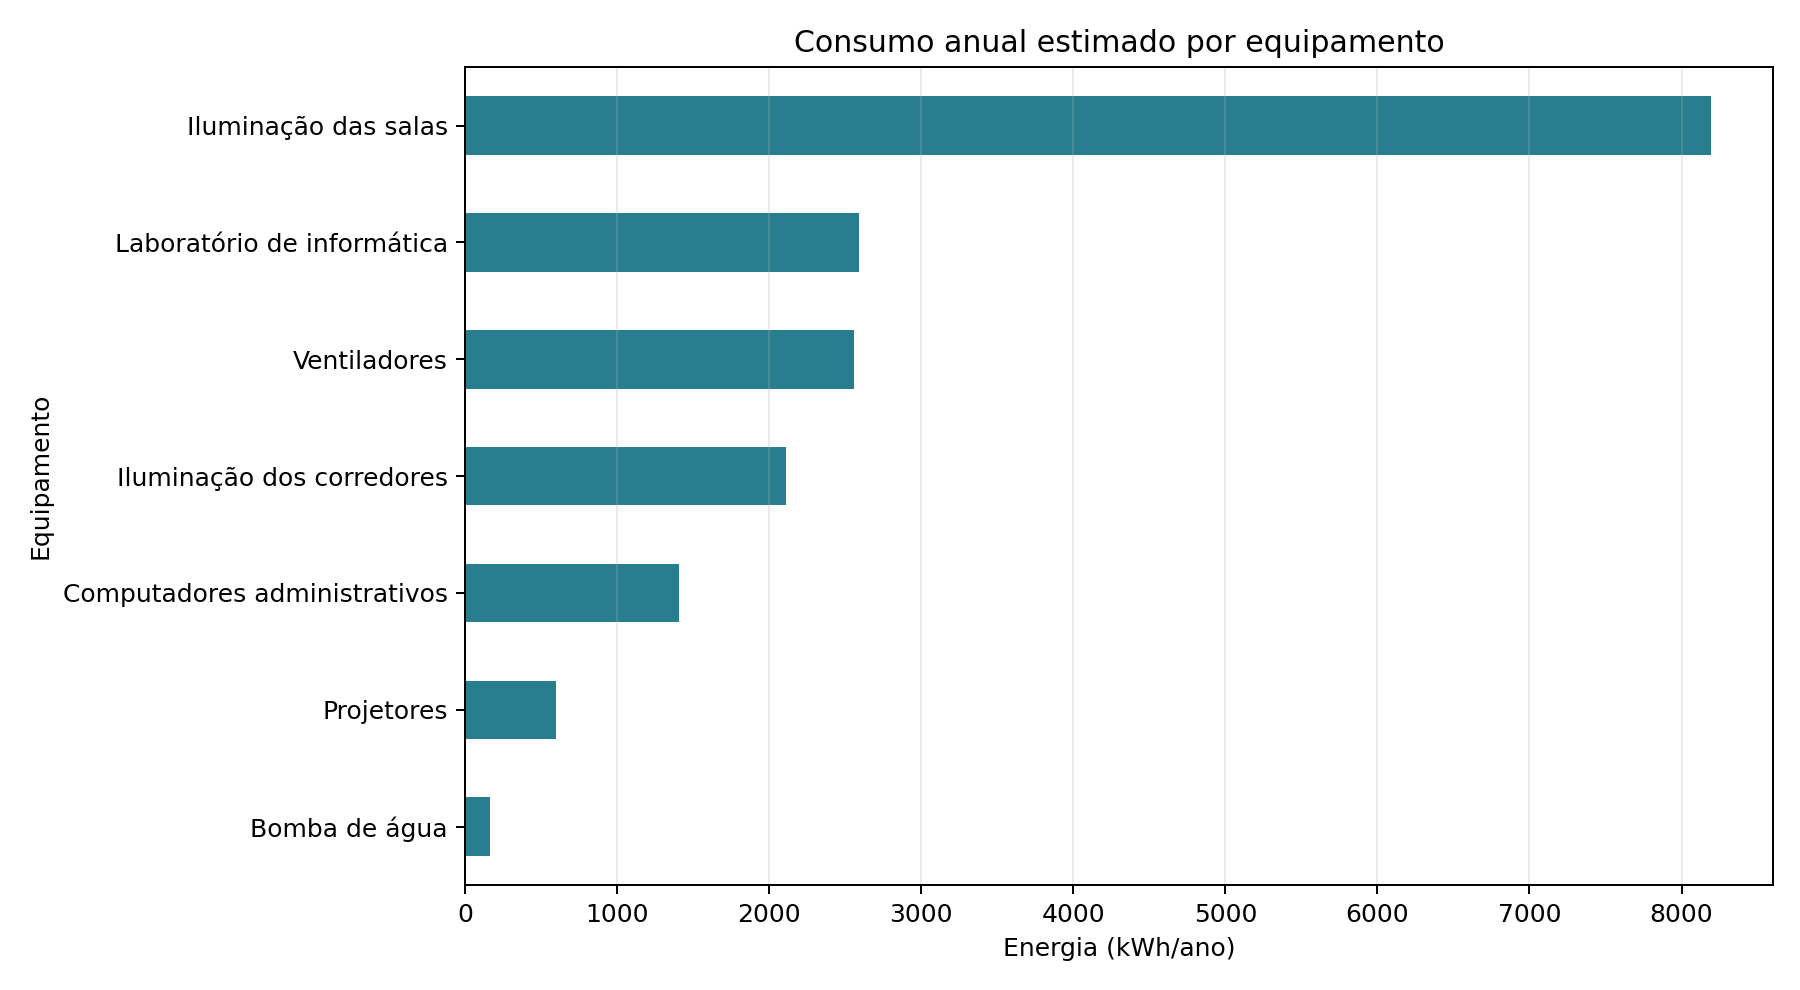 Consumo anual estimado por equipamento
Equipamento
Iluminação das salas
Laboratório de informática
Ventiladores
Iluminação dos corredores
Computadores administrativos
Projetores
Bomba de água
0 1000 2000 3000 4000 5000 6000 7000 8000
Energia (kWh/ano)